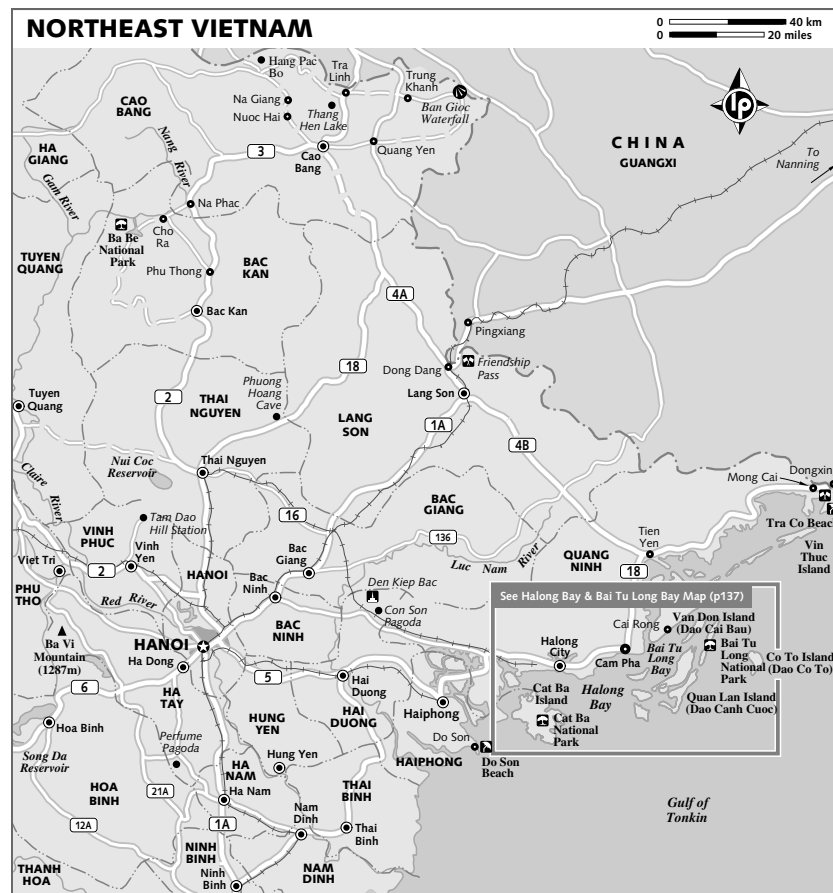 NORTHEAST VIETNAM
0 40 km
0 20 miles
Hang Pac
Bo
Tra
Linh
Trung
Khanh
CAO
BANG
Na Giang
Nuoc Hai
Thang
Hen Lake
Ban Gioc
Waterfall
lp
CHINA
GUANGXI
To
Nanning
HA
GIANG
Nang River
3
Cao
Bang
Quang Yen
Gam River
Na Phac
Cho
Ra
Ba Be
National
Park
TUYEN
QUANG
Phu Thong
BAC
KAN
4A
Bac Kan
Pingxiang
18
Dong Dang
Friendship
Pass
Tuyen
Quang
2
THAI
NGUYEN
Phuong
Hoang
Cave
Lang Son
LANG
SON
1A
4B
Nui Coc
Reservoir
Thai Nguyen
Claire River
BAC
GIANG
Mong Cai
Dongxin
Tam Dao
Hill Station
16
Tra Co Beach
VINH
PHUC
136
Tien
Yen
Vin
Thuc
Island
Viet Tri
Vinh
Yen
2
HANOI
Bac
Giang
Luc Nam River
QUANG
NINH
18
PHU
THO
Red River
Bac
Ninh
Den Kiep Bac
Con Son
Pagoda
See Halong Bay & Bai Tu Long Bay Map (p137)
BAC
NINH
Cai Rong
Van Don Island
(Dao Cai Bau)
Ba Vi
Mountain
(1287m)
HANOI
Ha Dong
Halong
City
Cam Pha
Bai Tu
Long
Bay
Bai Tu
Long
National
Park
Co To Island
(Dao Co To)
6
HA
TAY
5
Hai
Duong
Cat Ba
Island
Halong
Bay
Quan Lan Island
(Dao Canh Cuoc)
Hoa Binh
HUNG
YEN
HAI
DUONG
Haiphong
Cat Ba
National
Park
Song Da
Reservoir
Perfume
Pagoda
HA
NAM
Hung Yen
Do Son
HAIPHONG
Do Son
Beach
HOA
BINH
21A
Ha Nam
THAI
BINH
Gulf of
Tonkin
12A
1A
Nam
Dinh
Thai
Binh
NINH
BINH
THANH
HOA
Ninh
Binh
NAM
DINH